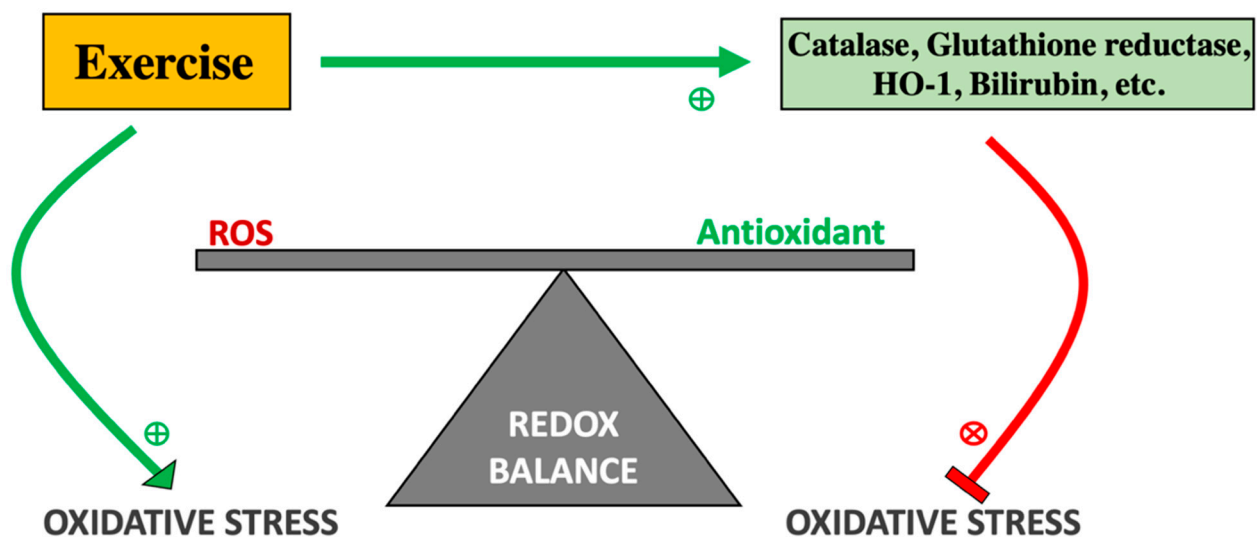 Exercise
Catalase, Glutathione reductase,
HO-1, Bilirubin, etc.
ROS
Antioxidant
REDOX
BALANCE
OXIDATIVE STRESS
OXIDATIVE STRESS